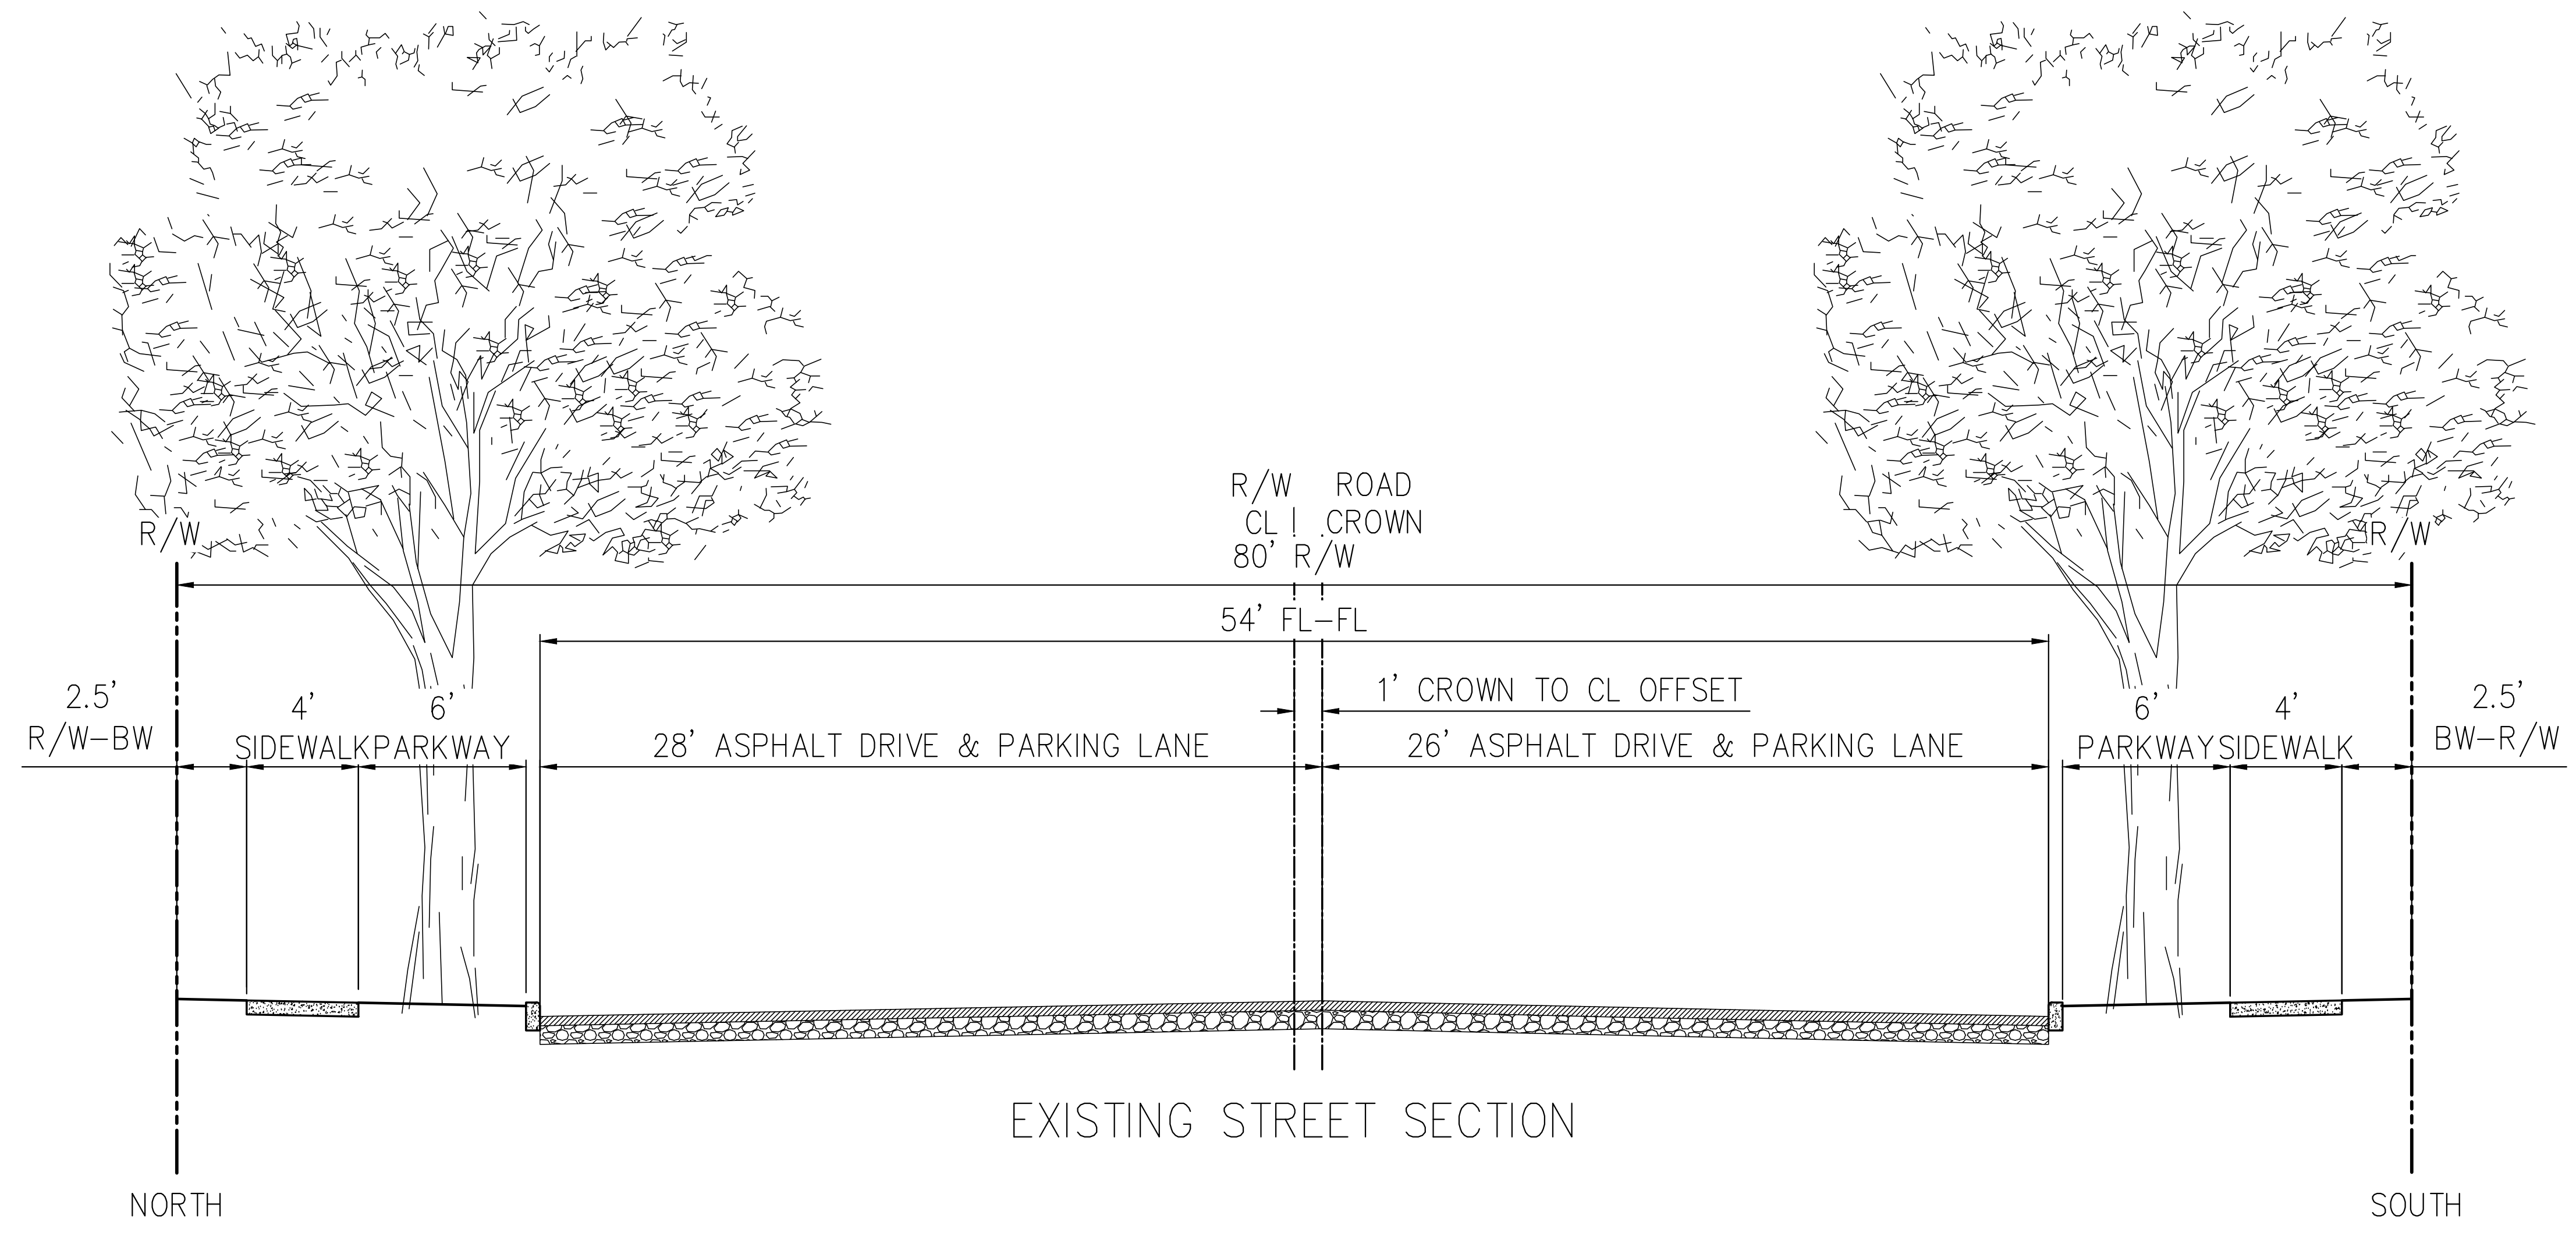 R/W ROAD
CL CROWN
R/W
R/W
80' R/W
54' FL-FL
1' CROWN TO CL OFFSET
2.5'
R/W-BW
4'
SIDEWALK
6'
PARKWAY
28' ASPHALT DRIVE & PARKING LANE
26' ASPHALT DRIVE & PARKING LANE
6'
PARKWAY
4'
SIDEWALK
2.5'
BW-R/W
EXISTING STREET SECTION
NORTH
SOUTH